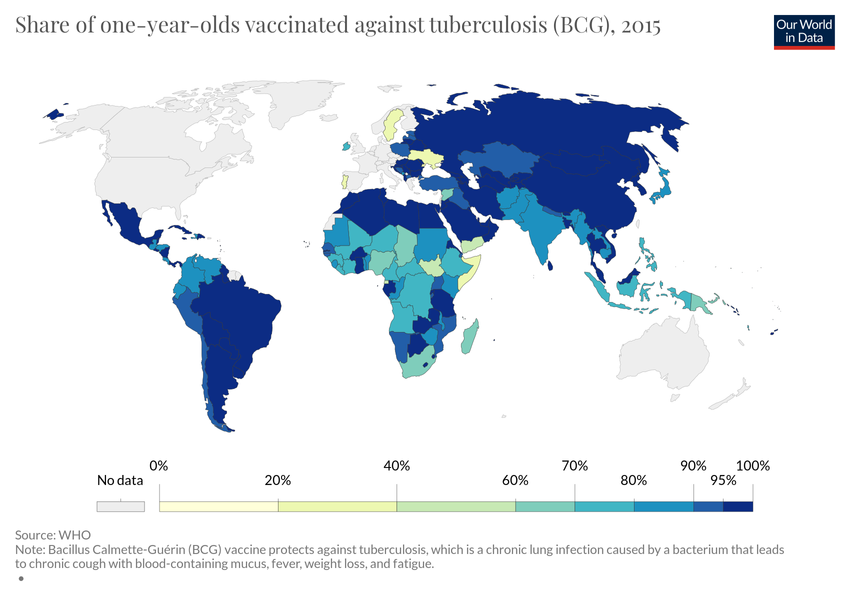 Share of one-year-olds vaccinated against tuberculosis (BCG), 2015
Our World
in Data
0% 40% 60% 70% 80% 90% 100%
No data 20% 95%
Source: WHO
Note: Bacillus Calmette-Guérin (BCG) vaccine protects against tuberculosis, which is a chronic lung infection caused by a bacterium that leads
to chronic cough with blood-containing mucus, fever, weight loss, and fatigue.